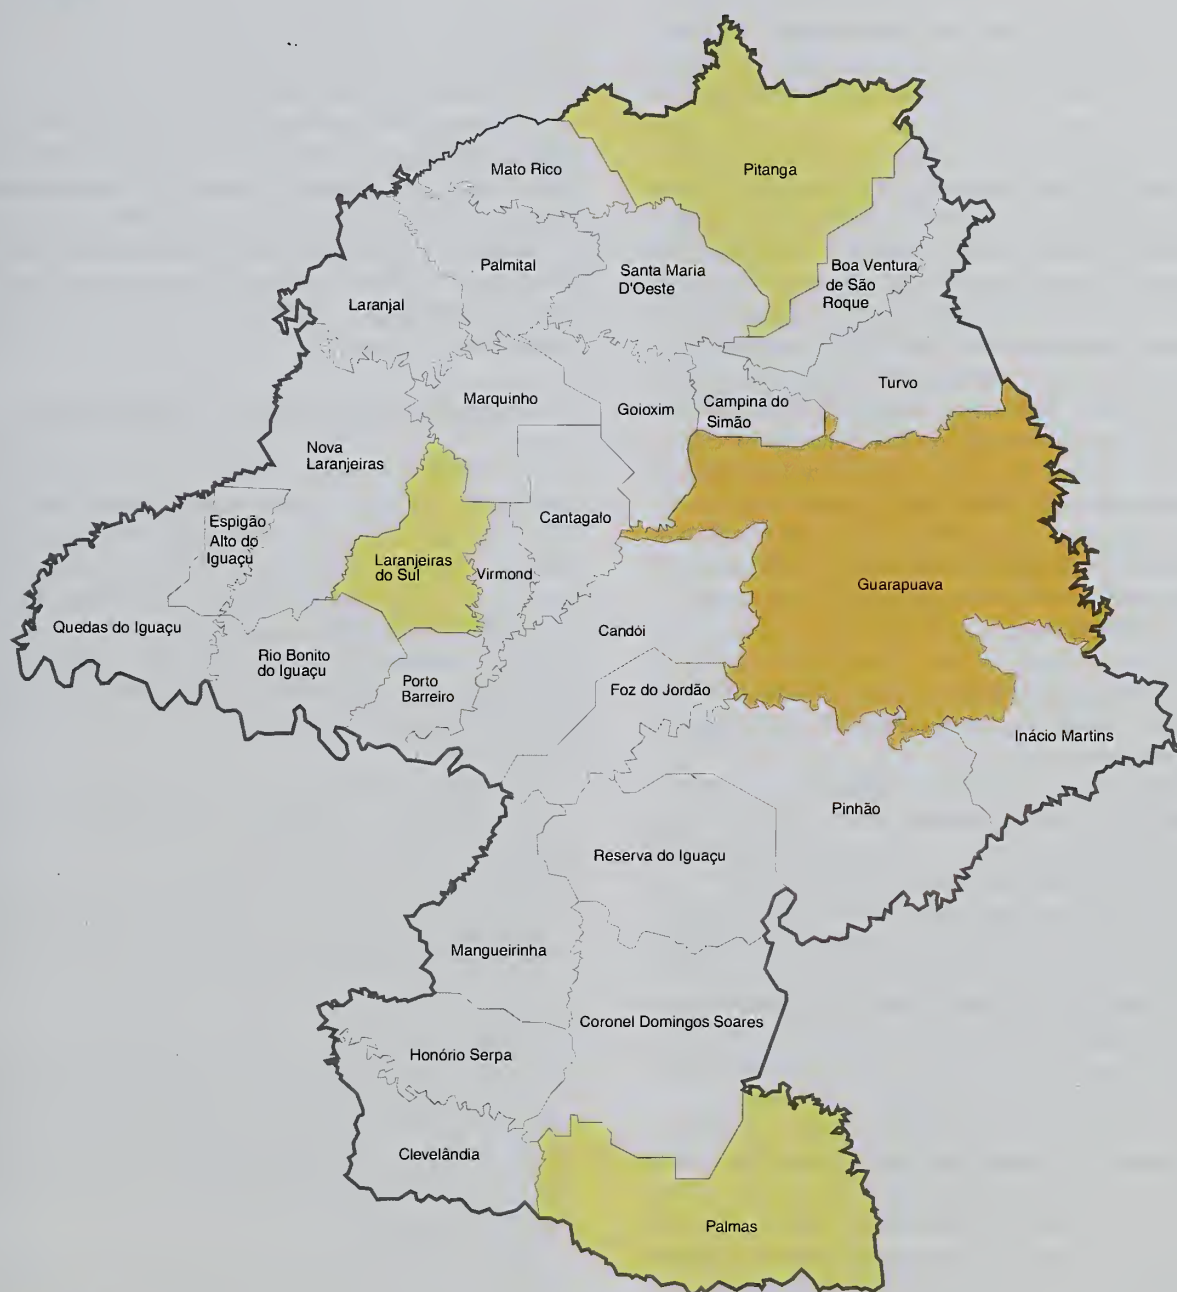 Mato Rico
Pitanga
Palmital
Santa Maria
D'Oeste
Boa Ventura
de São
Roque
Laranjal
Turvo
Marquinho
Goioxim
Campina do
Simão
Nova
Laranjeiras
Cantagalo
Espigão
Alto do
Iguaçu
Laranjeiras
do Sul
Virmond
Guarapuava
Quedas do Iguaçu
Candói
Rio Bonito
do Iguaçu
Porto
Barreiro
Foz do Jordão
Inácio Martins
Pinhão
Reserva do Iguaçu
Mangueirinha
Coronel Domingos Soares
Honório Serpa
Clevelândia
Palmas